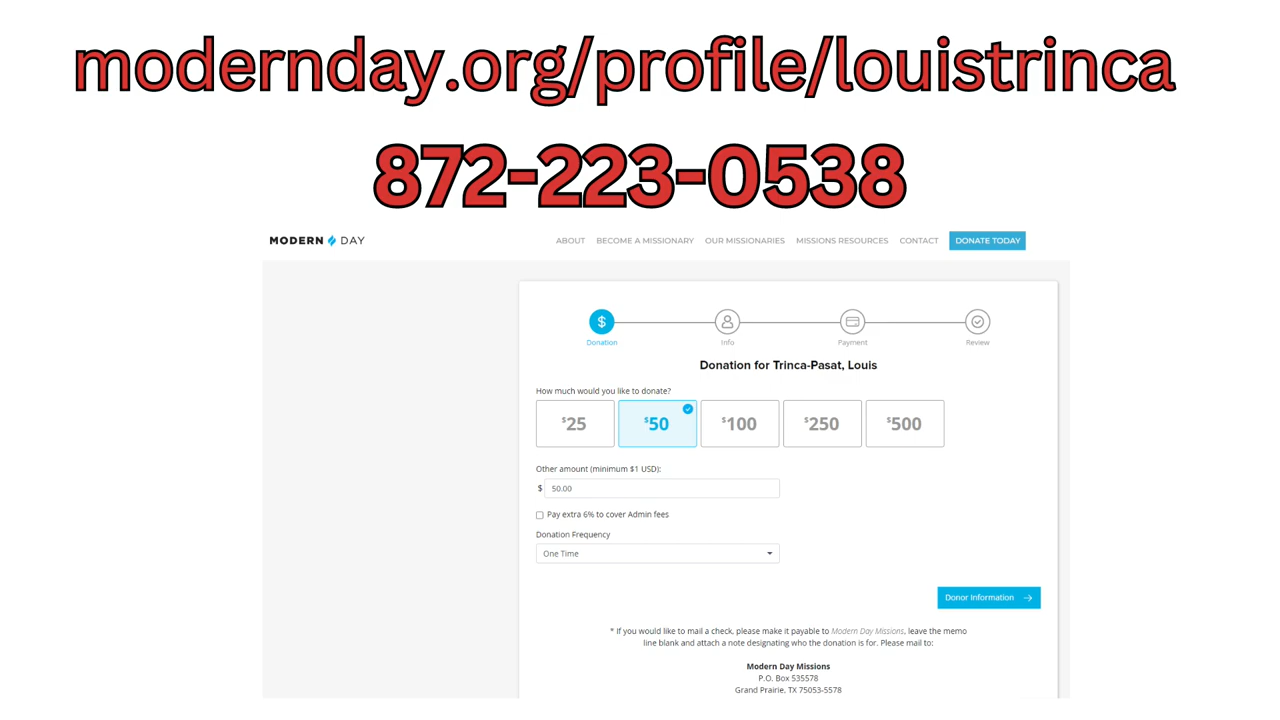 modernday.org/profile/louistrinca
872-223-0538
MODERN DAY ABOUT BECOME A MISSIONARY OUR MISSIONARIES MISSIONS RESOURCES CONTACT DONATE TODAY
$
Donation Info Payment Review
Donation for Trinca-Pasat, Louis
How much would you like to donate?
$25 $50 $100 $250 $500
Other amount (minimum $1 USD):
$ 50.00
Pay extra 6% to cover Admin fees
Donation Frequency
One Time
Donor Information →
* If you would like to mail a check, please make it payable to Modern Day Missions, leave the memo
line blank and attach a note designating who the donation is for. Please mail to:
Modern Day Missions
P.O. Box 535578
Grand Prairie, TX 75053-5578